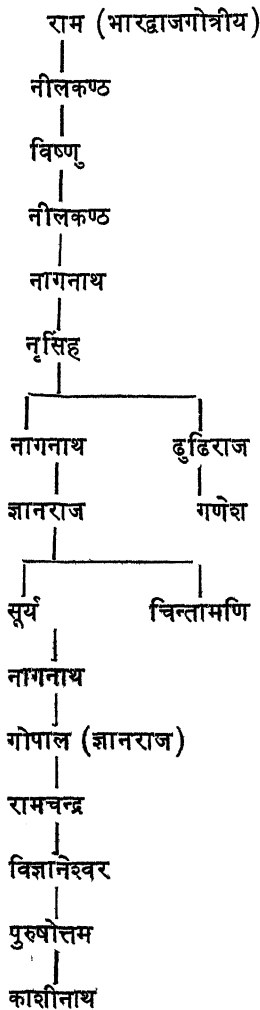 राम (भारद्वाजगोत्रीय)
नीलकण्ठ
विष्णु
नीलकण्ठ
नागनाथ
नृसिंह
नागनाथ ढुढिराज
ज्ञानराज गणेश
सूर्य चिन्तामणि
नागनाथ
गोपाल (ज्ञानराज)
रामचन्द्र
विज्ञानेश्वर
पुरुषोत्तम
काशीनाथ